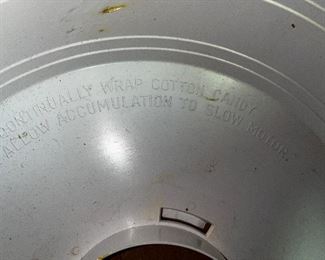 CONTINUALLY WRAP COTTON CANDY
ALLOW ACCUMULATION TO SLOW MOTOR.